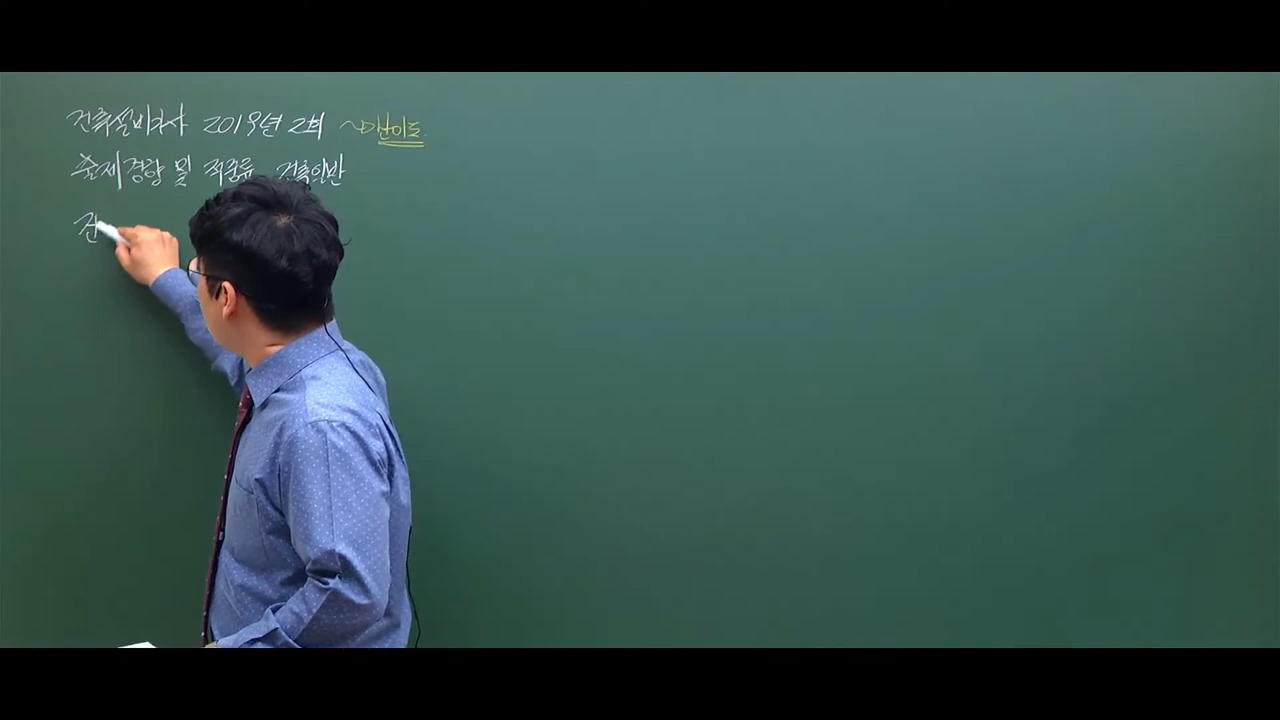 건축설비기사 2019년 2회 ~ 난이도
출제경향 및 적중률 건축일반
건